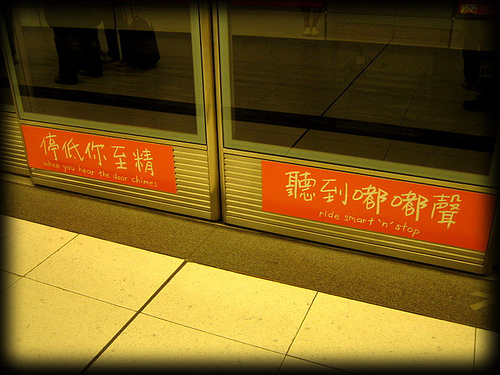 停低你至精
when you hear the door chimes
聽到嘟嘟聲
ride smart 'n' stop